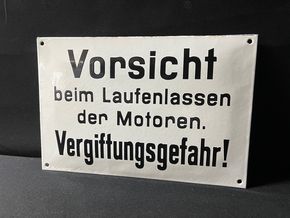 Vorsicht
beim Laufenlassen
der Motoren.
Vergiftungsgefahr!